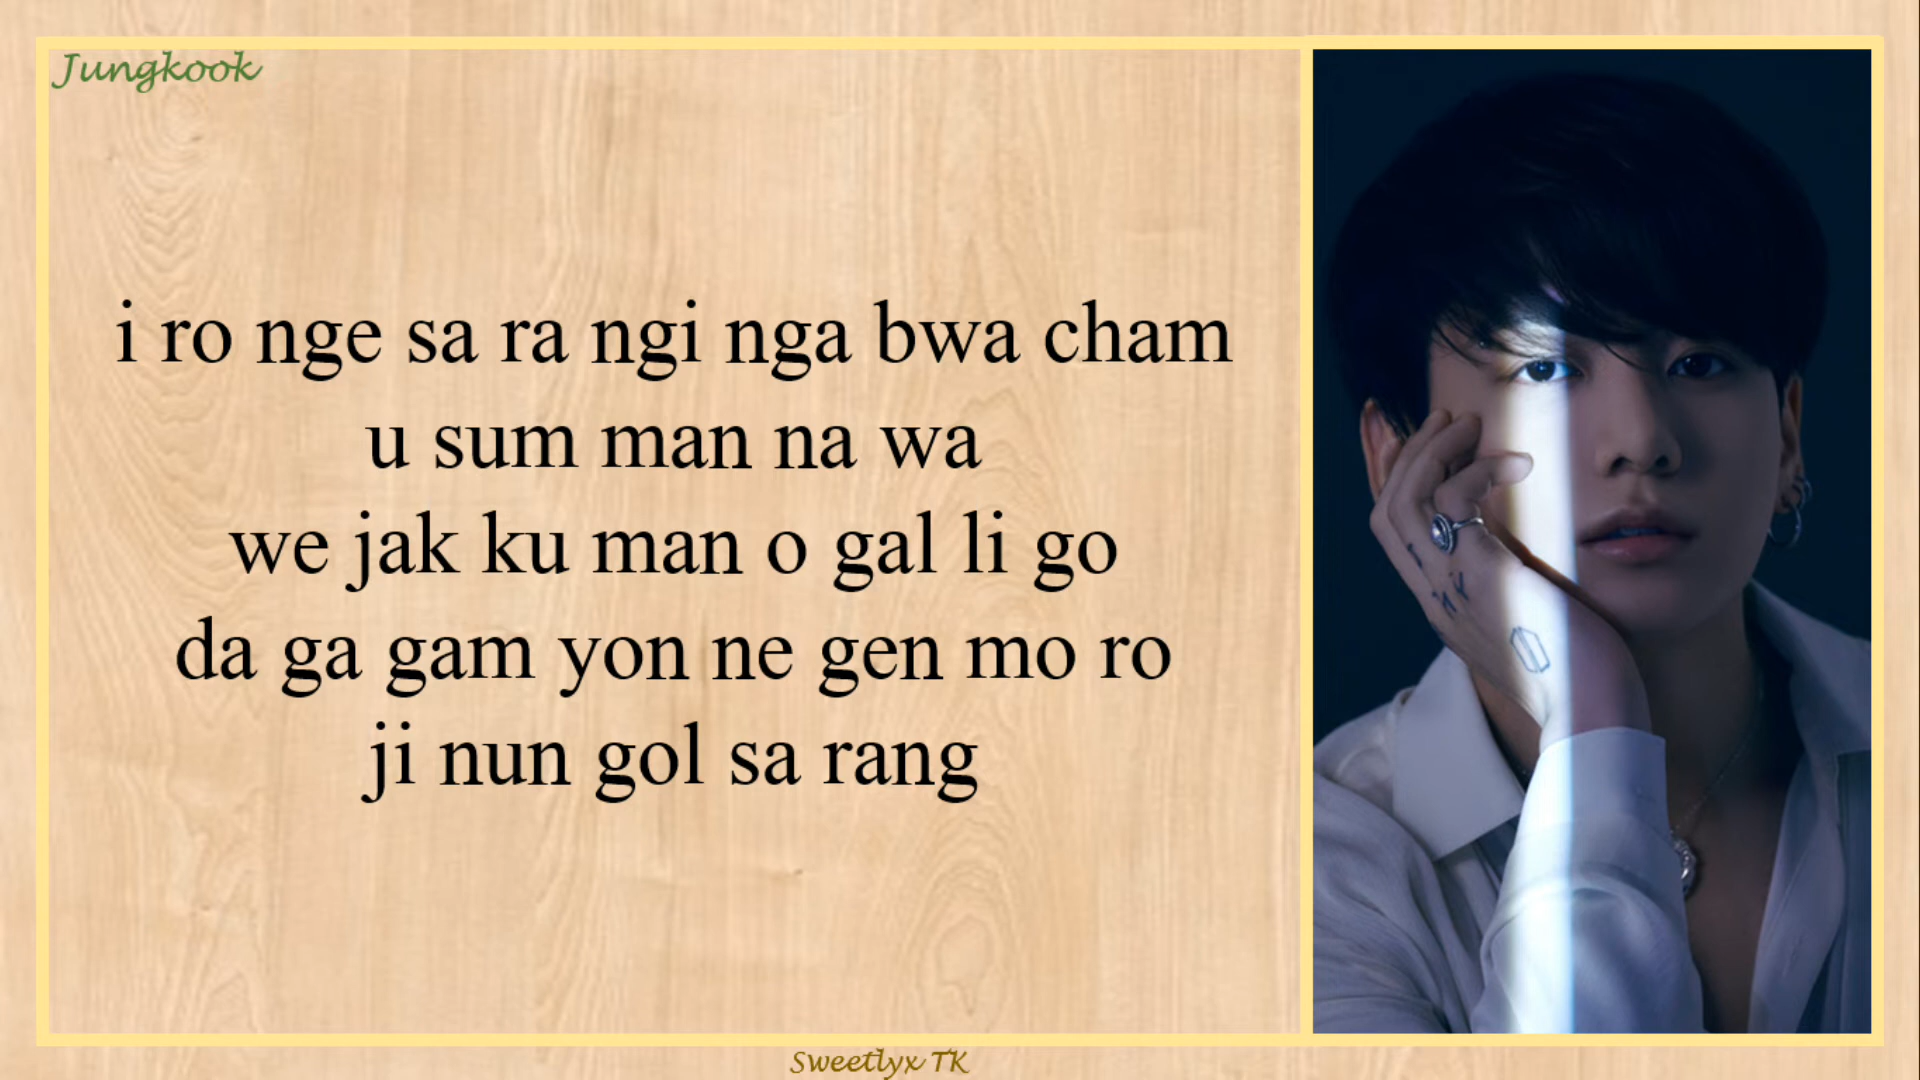 Jungkook
i ro nge sa ra ngi nga bwa cham
u sum man na wa
we jak ku man o gal li go
da ga gam yon ne gen mo ro
ji nun gol sa rang
Sweetlyx TK